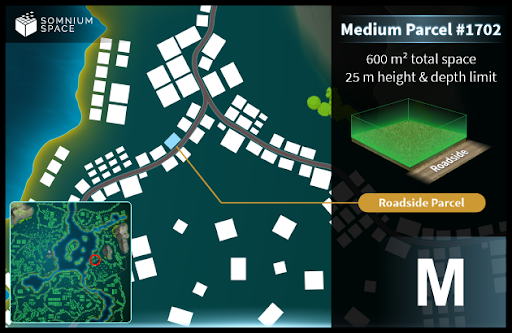 SOMNIUM
SPACE
Medium Parcel #1702
600 m² total space
25 m height & depth limit
Roadside
Roadside Parcel
M